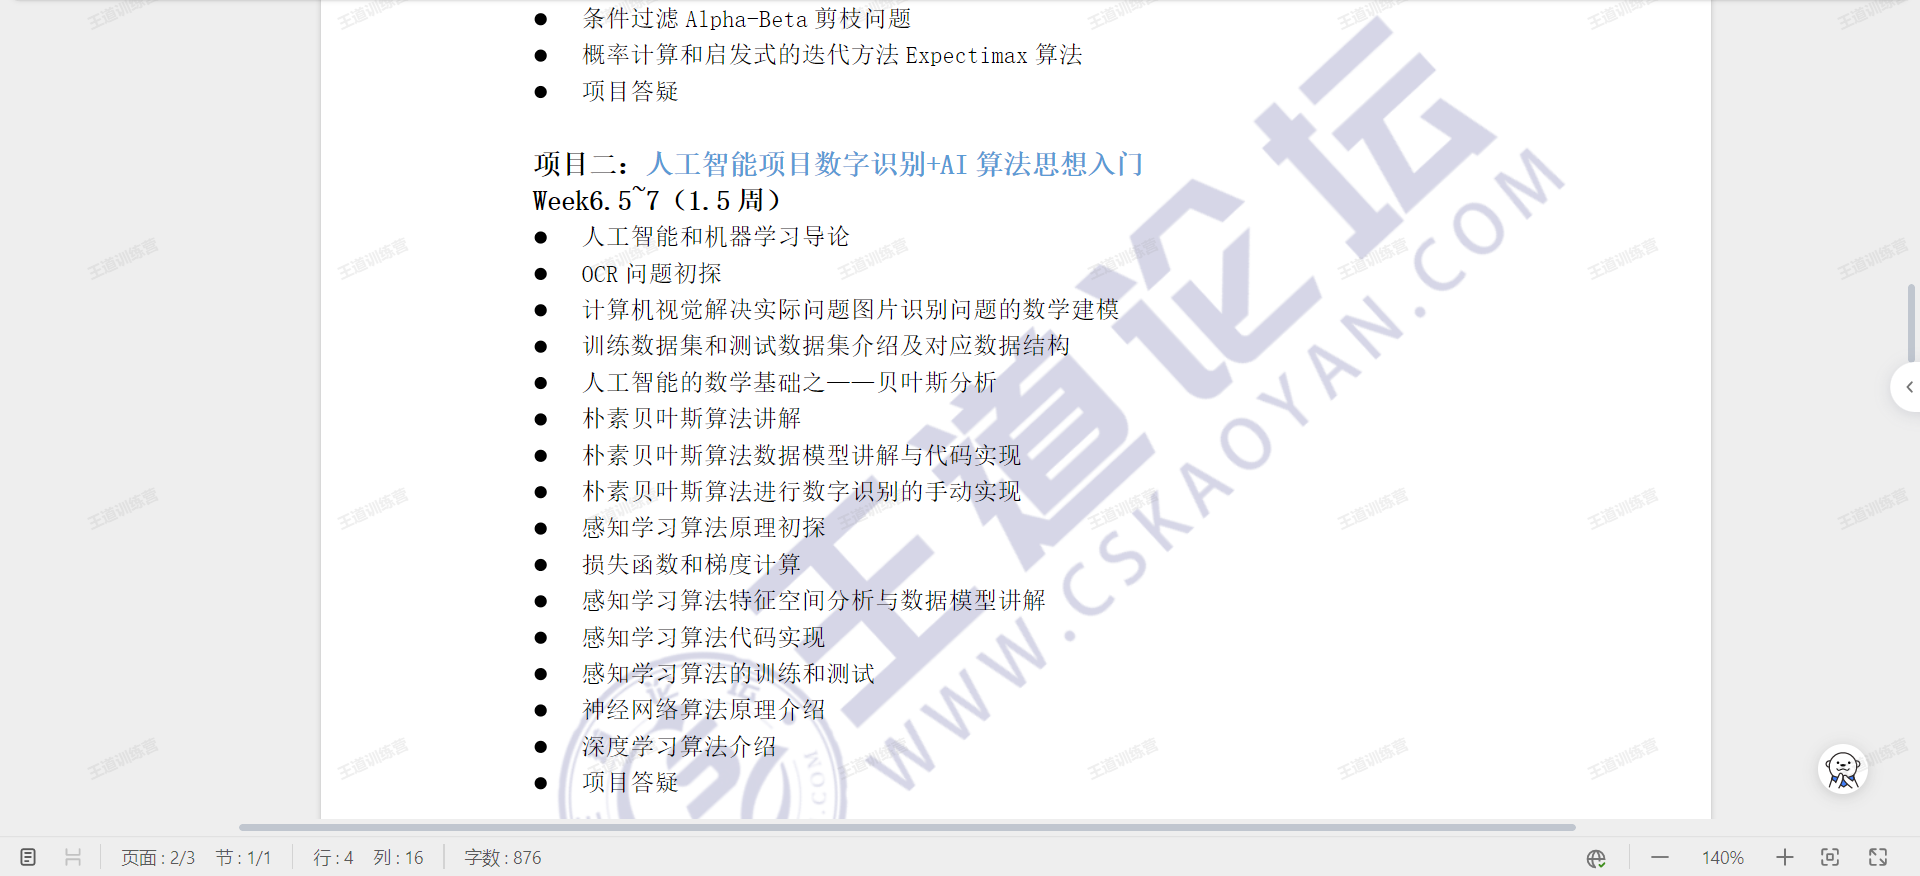 条件过滤 Alpha-Beta 剪枝问题
概率计算和启发式的迭代方法 Expectimax 算法
项目答疑
项目二：人工智能项目数字识别+AI 算法思想入门
Week6.5~7（1.5 周）
人工智能和机器学习导论
OCR 问题初探
计算机视觉解决实际问题图片识别问题的数学建模
训练数据集和测试数据集介绍及对应数据结构
人工智能的数学基础之——贝叶斯分析
朴素贝叶斯算法讲解
朴素贝叶斯算法数据模型讲解与代码实现
朴素贝叶斯算法进行数字识别的手动实现
感知学习算法原理初探
损失函数和梯度计算
感知学习算法特征空间分析与数据模型讲解
感知学习算法代码实现
感知学习算法的训练和测试
神经网络算法原理介绍
深度学习算法介绍
项目答疑
王道论坛
WWW.CSKAOYAN.COM
王道训练营
页面 : 2/3 节 : 1/1 行 : 4 列 : 16 字数 : 876 140%